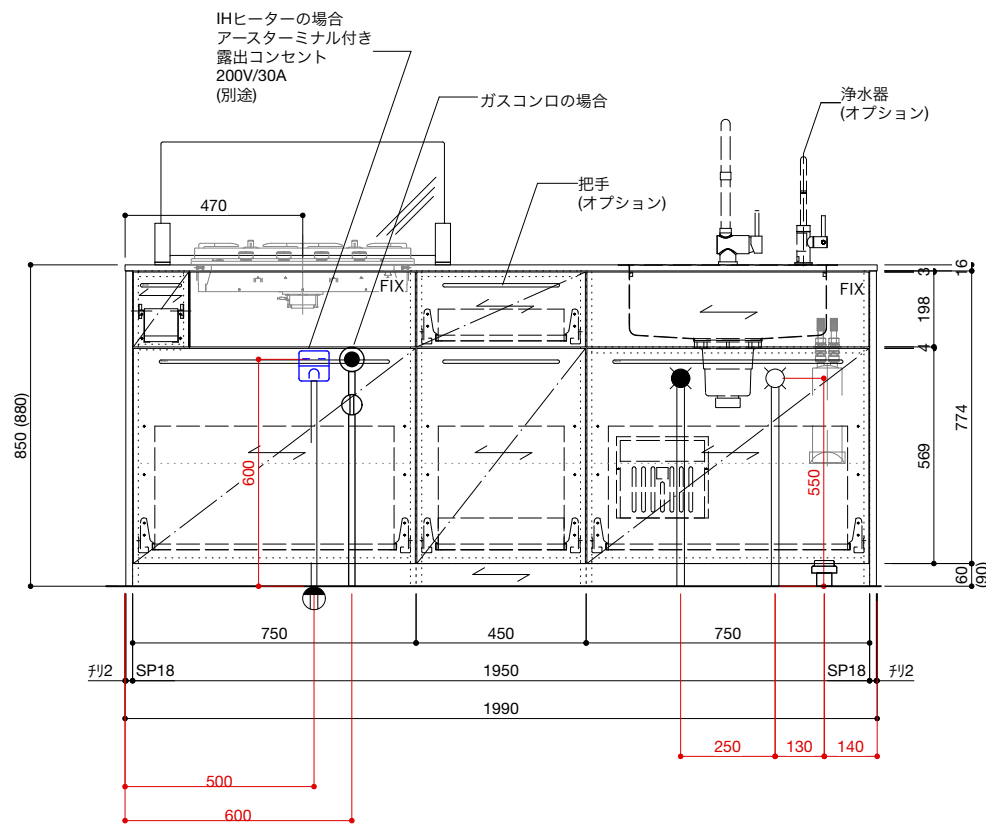 IHヒーターの場合
アースターミナル付き
露出コンセント
200V/30A
(別途)
ガスコンロの場合
浄水器
(オプション)
把手
(オプション)
470
FIX
FIX
16
3
198
4
850 (880)
600
550
569
774
60
(90)
750
450
750
チリ2
SP18
1950
SP18
チリ2
1990
250
130
140
500
600